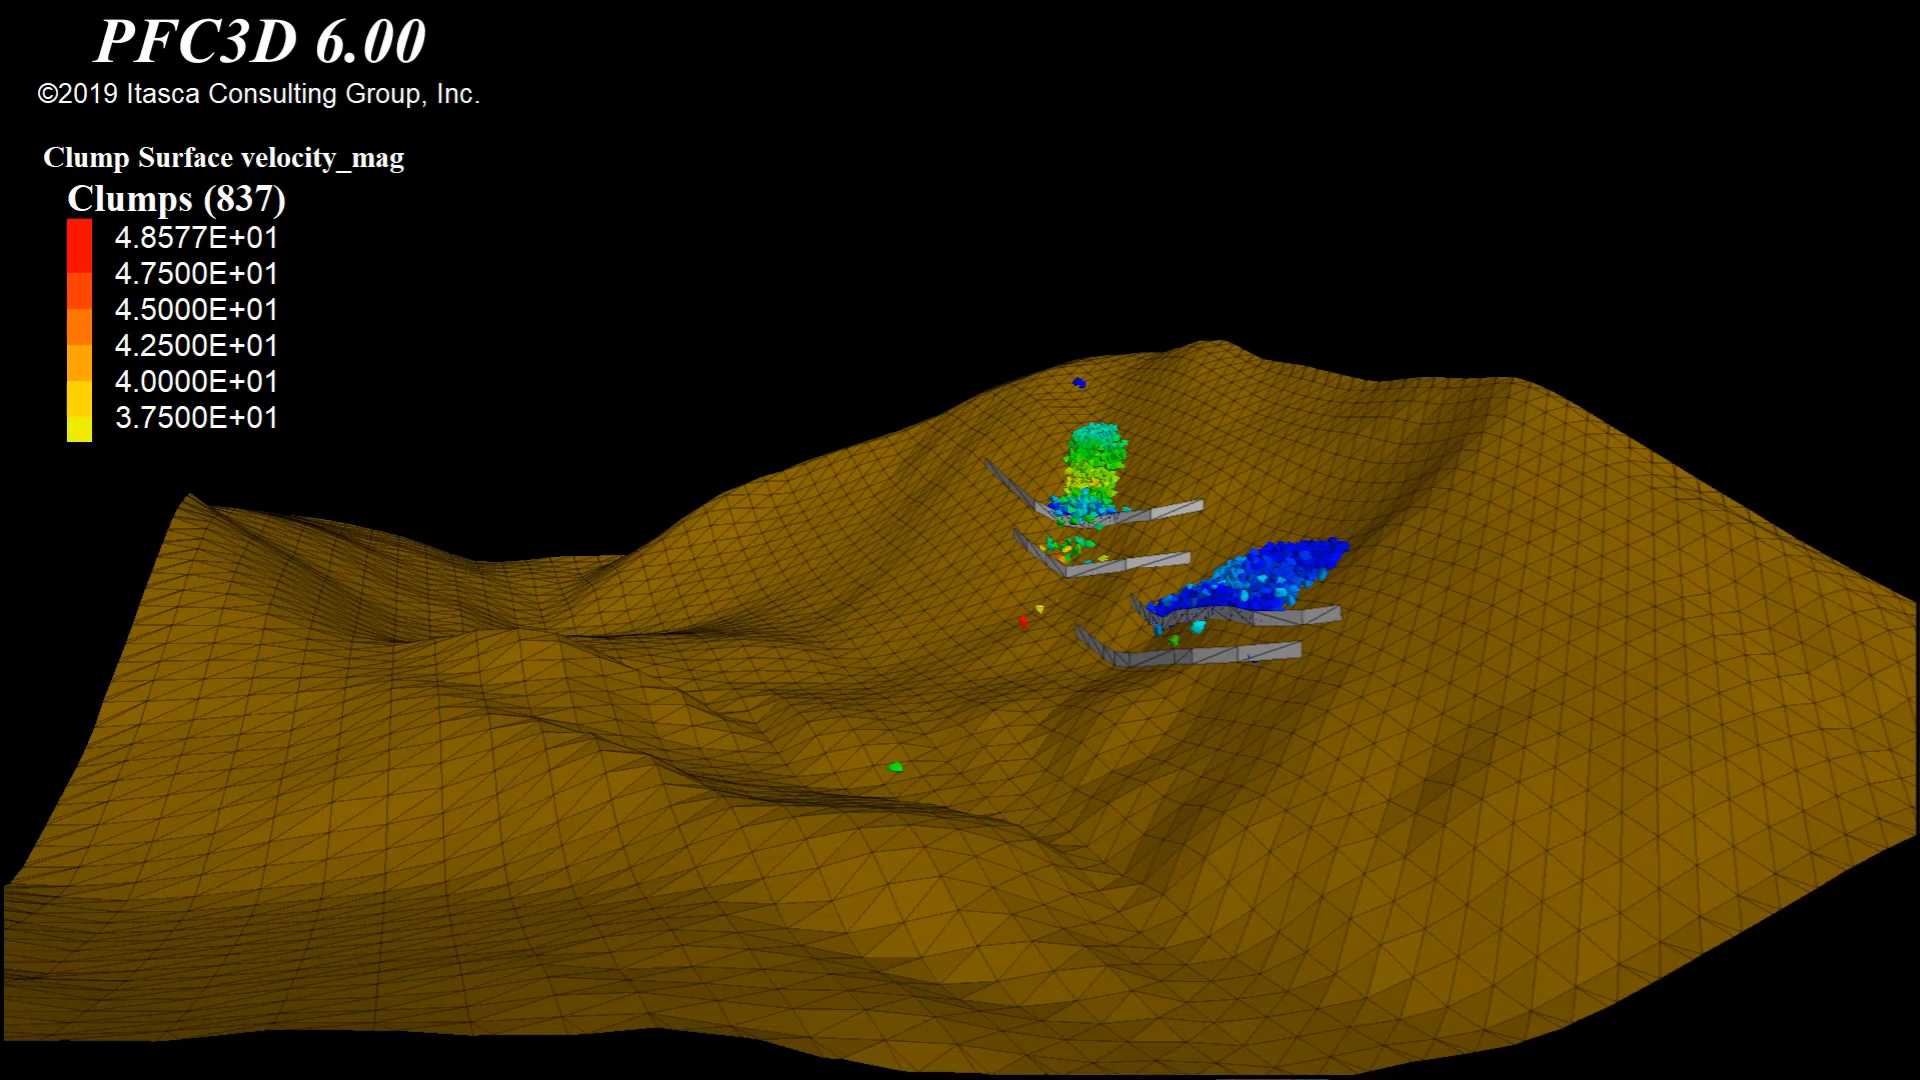 PFC3D 6.00
©2019 Itasca Consulting Group, Inc.
Clump Surface velocity_mag
Clumps (837)
4.8577E+01
4.7500E+01
4.5000E+01
4.2500E+01
4.0000E+01
3.7500E+01